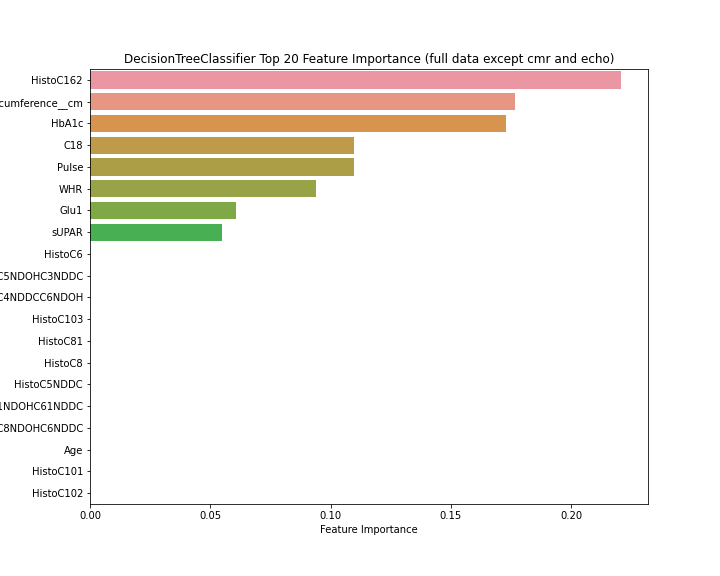 DecisionTreeClassifier Top 20 Feature Importance (full data except cmr and echo)
HistoC162
cumference__cm
HbA1c
C18
Pulse
WHR
Glu1
sUPAR
HistoC6
C5NDOHC3NDDC
C4NDDCC6NDOH
HistoC103
HistoC81
HistoC8
HistoC5NDDC
1NDOHC61NDDC
C8NDOHC6NDDC
Age
HistoC101
HistoC102
0.00 0.05 0.10 0.15 0.20
Feature Importance